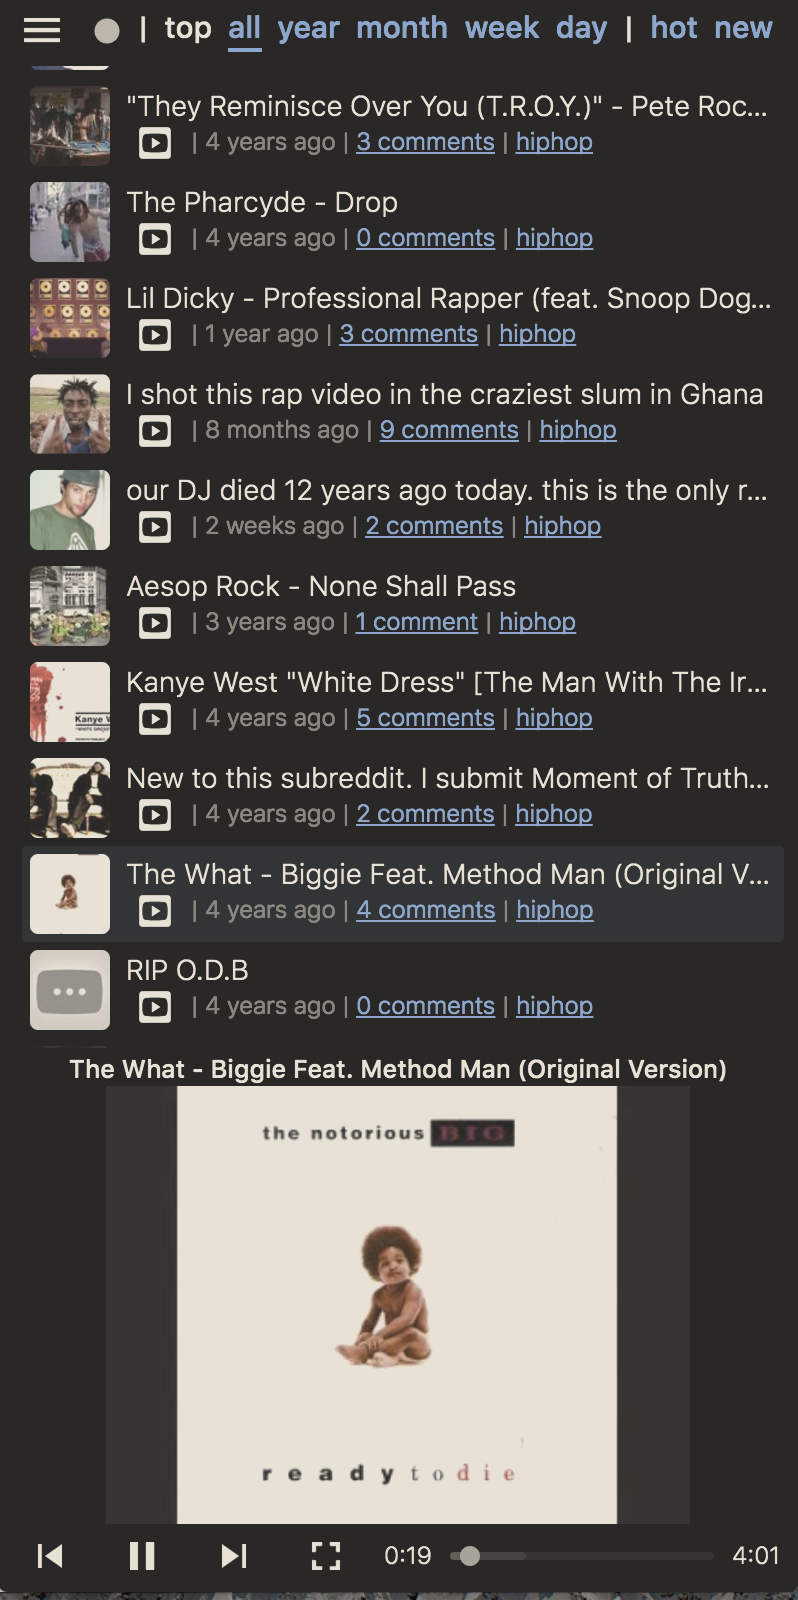 | top all year month week day | hot new
"They Reminisce Over You (T.R.O.Y.)" - Pete Roc...
| 4 years ago | 3 comments | hiphop
The Pharcyde - Drop
| 4 years ago | 0 comments | hiphop
Lil Dicky - Professional Rapper (feat. Snoop Dog...
| 1 year ago | 3 comments | hiphop
I shot this rap video in the craziest slum in Ghana
| 8 months ago | 9 comments | hiphop
our DJ died 12 years ago today. this is the only r...
| 2 weeks ago | 2 comments | hiphop
Aesop Rock - None Shall Pass
| 3 years ago | 1 comment | hiphop
Kanye West "White Dress" [The Man With The Ir...
| 4 years ago | 5 comments | hiphop
New to this subreddit. I submit Moment of Truth...
| 4 years ago | 2 comments | hiphop
The What - Biggie Feat. Method Man (Original V...
| 4 years ago | 4 comments | hiphop
RIP O.D.B
| 4 years ago | 0 comments | hiphop
The What - Biggie Feat. Method Man (Original Version)
the notorious BIG
ready to die
0:19 4:01